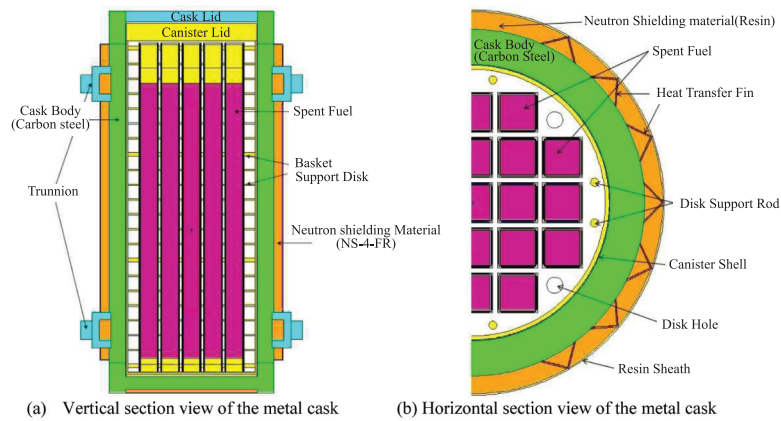 Cask Lid
Canister Lid
Cask Body
(Carbon steel)
Trunnion
Spent Fuel
Basket
Support Disk
Neutron shielding Material
(NS-4-FR)
(a) Vertical section view of the metal cask
Neutron Shielding material(Resin)
Cask Body
(Carbon Steel)
Spent Fuel
Heat Transfer Fin
Disk Support Rod
Canister Shell
Disk Hole
Resin Sheath
(b) Horizontal section view of the metal cask